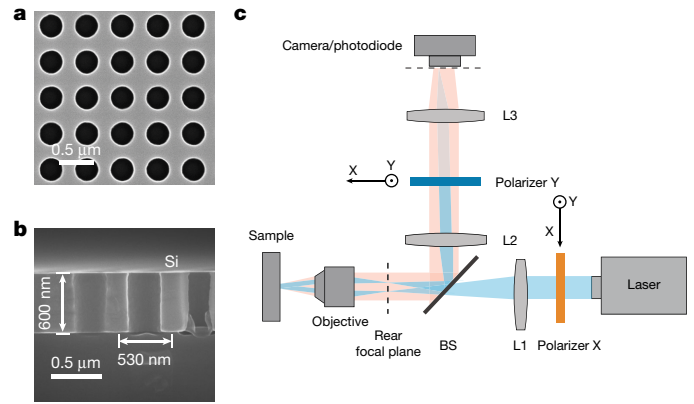 a
0.5 µm
b
Si
600 nm
530 nm
0.5 µm
c
Camera/photodiode
L3
X
Y
Polarizer Y
Y
X
Sample
L2
Laser
Objective
Rear
focal plane
BS
L1
Polarizer X